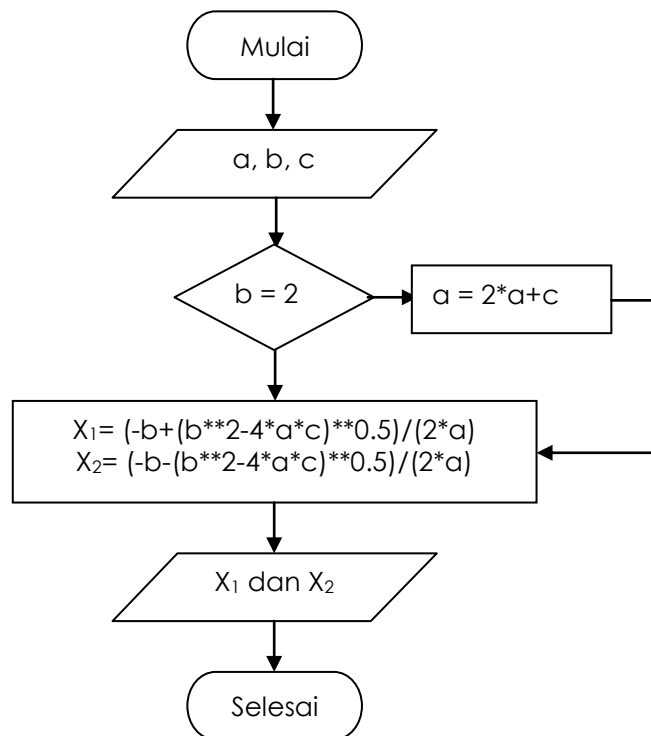 Mulai
a, b, c
b = 2
a = 2*a+c
X₁= (-b+(b**2-4*a*c)**0.5)/(2*a)
X₂= (-b-(b**2-4*a*c)**0.5)/(2*a)
X₁ dan X₂
Selesai